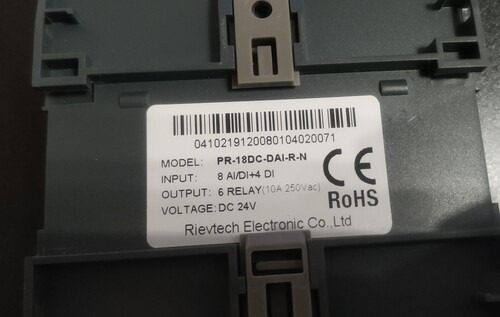 0410219120080104020071
MODEL: PR-18DC-DAI-R-N
INPUT: 8 AI/DI+4 DI
OUTPUT: 6 RELAY(10A 250Vac)
VOLTAGE: DC 24V
CE
RoHS
Rievtech Electronic Co.,Ltd